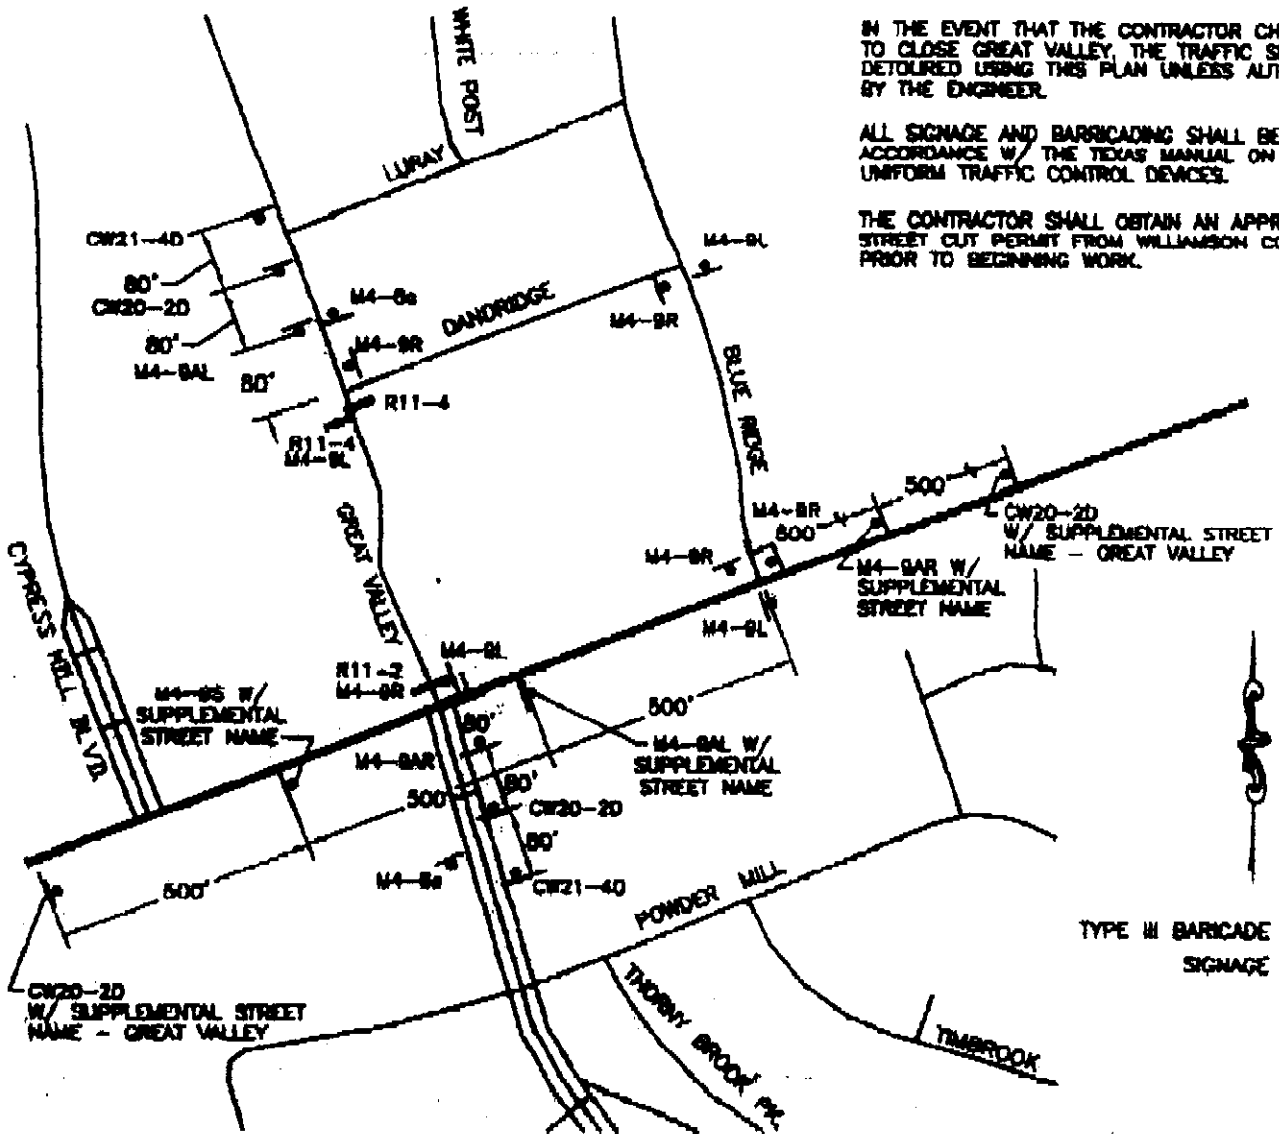 IN THE EVENT THAT THE CONTRACTOR CH
TO CLOSE GREAT VALLEY, THE TRAFFIC S
DETOURED USING THIS PLAN UNLESS AUT
BY THE ENGINEER.
ALL SIGNAGE AND BARRICADING SHALL BE
ACCORDANCE W/ THE TEXAS MANUAL ON
UNIFORM TRAFFIC CONTROL DEVICES.
THE CONTRACTOR SHALL OBTAIN AN APPR
STREET CUT PERMIT FROM WILLIAMSON CO
PRIOR TO BEGINNING WORK.
WHITE POST
LURAY
CW21-4D
80'
CW20-2D
80'
M4-9AL
80'
M4-8a
M4-9R
DANDRIDGE
M4-9L
M4-9R
R11-4
R11-4
M4-9L
BLUE RIDGE
GREAT VALLEY
CYPRESS MILL BLVD.
500'
M4-9R
500'
CW20-2D
W/ SUPPLEMENTAL STREET
NAME - GREAT VALLEY
M4-9R
M4-9AR W/
SUPPLEMENTAL
STREET NAME
M4-9L
M4-9L
R11-2
M4-9R
M4-9S W/
SUPPLEMENTAL
STREET NAME
500'
80'
M4-9AL W/
SUPPLEMENTAL
STREET NAME
M4-9AR
80'
500'
CW20-2D
80'
M4-8a
CW21-4D
500'
POWDER MILL
CW20-2D
W/ SUPPLEMENTAL STREET
NAME - GREAT VALLEY
THORNY BROOK
TIMBROOK
TYPE III BARICADE
SIGNAGE